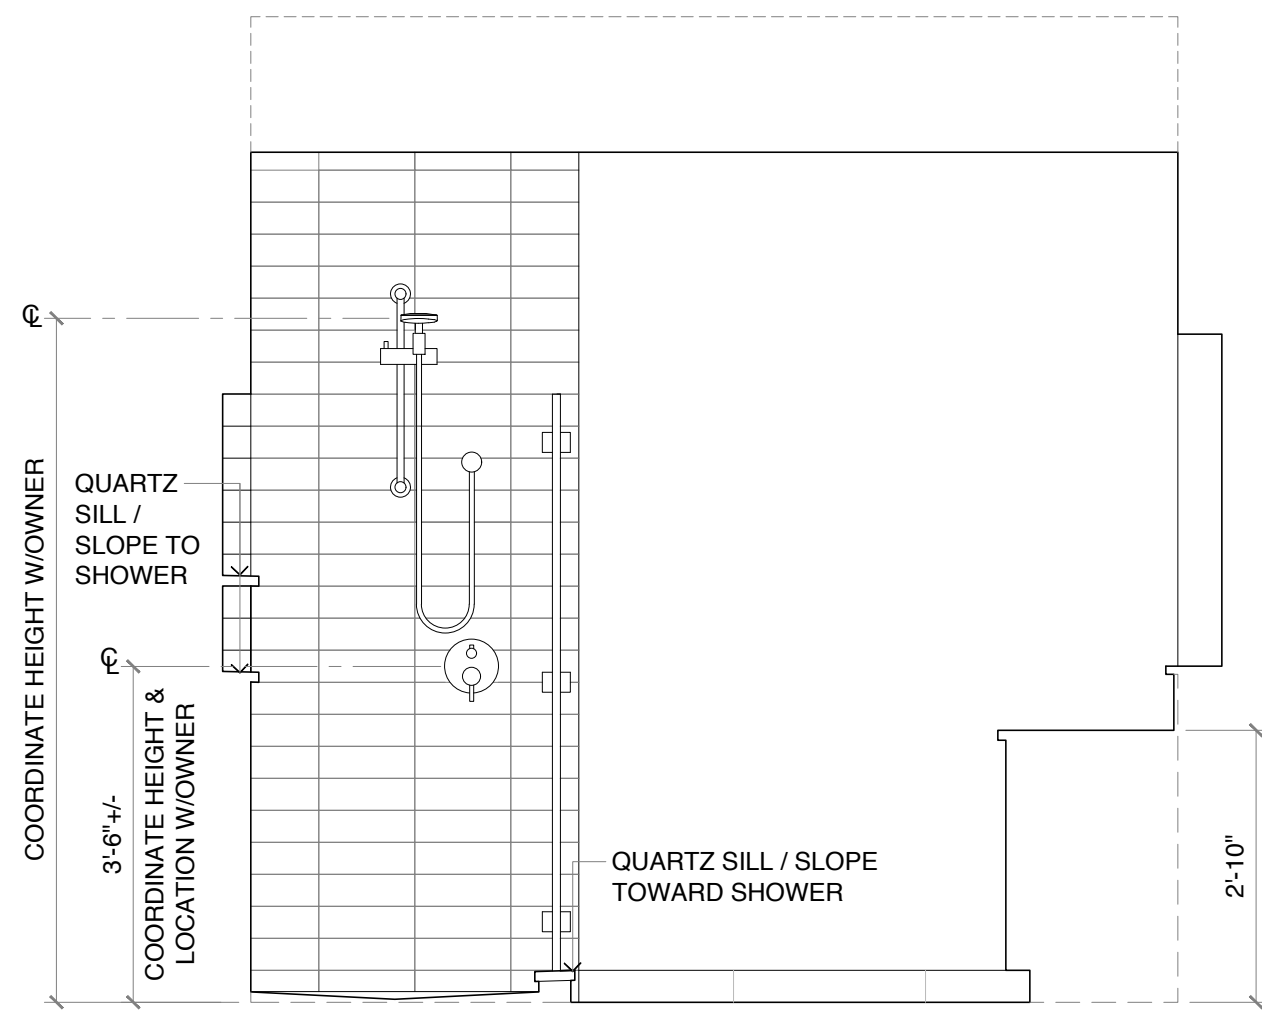 ℄
COORDINATE HEIGHT W/OWNER
QUARTZ
SILL /
SLOPE TO
SHOWER
℄
3'-6"+/-
COORDINATE HEIGHT &
LOCATION W/OWNER
QUARTZ SILL / SLOPE
TOWARD SHOWER
2'-10"